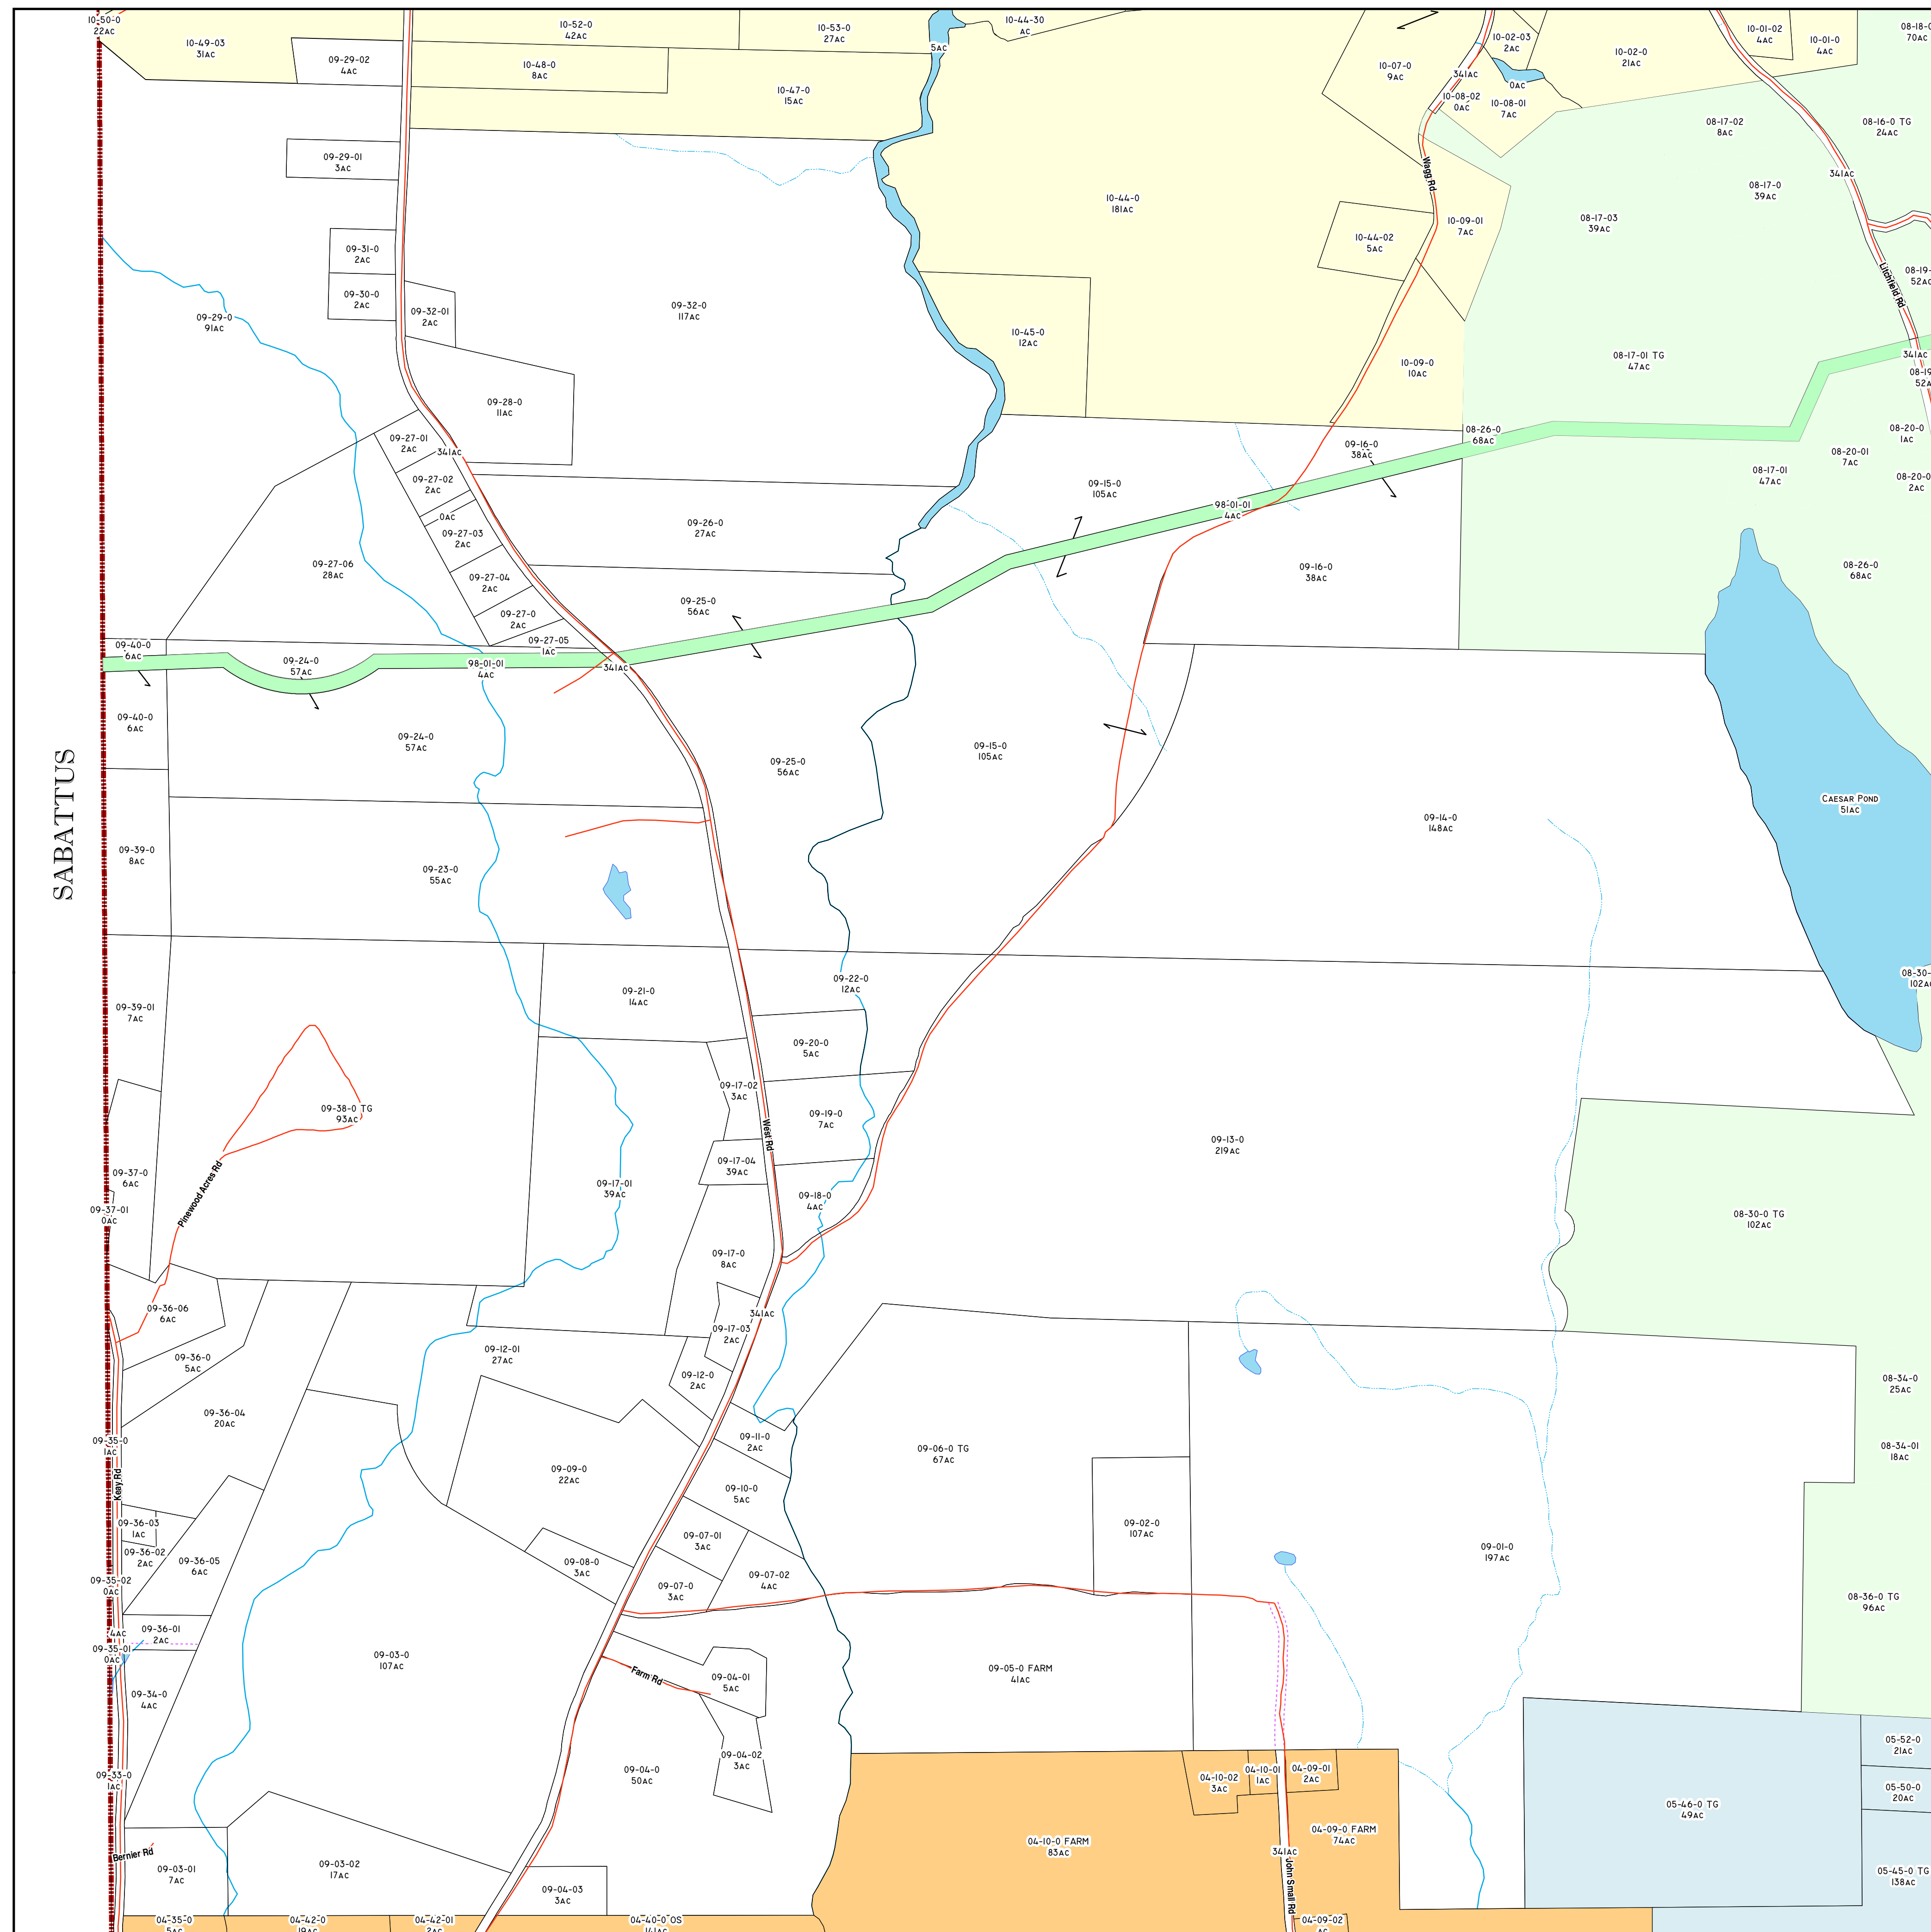 10-50-0
22AC
10-49-03
31AC
09-29-02
4AC
10-52-0
42AC
10-53-0
27AC
5AC
10-44-30
AC
10-48-0
8AC
10-47-0
15AC
10-07-0
9AC
341AC
10-02-03
2AC
0AC
10-08-02
0AC
10-08-01
7AC
10-02-0
21AC
10-01-02
4AC
10-01-0
4AC
08-18-0
70AC
08-17-02
8AC
08-16-0 TG
24AC
341AC
09-29-01
3AC
10-44-0
181AC
Wagg Rd
10-44-02
5AC
10-09-01
7AC
08-17-03
39AC
08-17-0
39AC
Litchfield Rd
08-19-
52AC
09-31-0
2AC
09-30-0
2AC
09-32-01
2AC
09-32-0
117AC
09-29-0
91AC
10-45-0
12AC
10-09-0
10AC
08-17-01 TG
47AC
341AC
08-19
52A
09-28-0
11AC
09-27-01
2AC
341AC
09-27-02
2AC
0AC
09-27-03
2AC
09-27-04
2AC
09-27-0
2AC
09-27-05
1AC
09-27-06
28AC
09-26-0
27AC
09-25-0
56AC
09-15-0
105AC
09-16-0
38AC
98-01-01
4AC
08-26-0
68AC
08-17-01
47AC
08-20-01
7AC
08-20-0
1AC
08-20-0
2AC
09-16-0
38AC
08-26-0
68AC
09-40-0
6AC
09-24-0
57AC
98-01-01
4AC
341AC
09-40-0
6AC
09-24-0
57AC
09-25-0
56AC
09-15-0
105AC
09-14-0
148AC
CAESAR POND
51AC
SABATTUS
09-39-0
8AC
09-23-0
55AC
09-22-0
12AC
08-30-
102AC
09-39-01
7AC
09-21-0
14AC
09-20-0
5AC
09-17-02
3AC
09-19-0
7AC
West Rd
09-38-0 TG
93AC
09-37-0
6AC
09-37-01
0AC
Pinewood Acres Rd
09-17-04
39AC
09-17-01
39AC
09-18-0
4AC
09-13-0
219AC
08-30-0 TG
102AC
09-17-0
8AC
341AC
09-17-03
2AC
09-36-06
6AC
09-36-0
5AC
09-12-01
27AC
09-12-0
2AC
09-36-04
20AC
09-35-0
1AC
Keay Rd
09-11-0
2AC
09-10-0
5AC
09-09-0
22AC
09-06-0 TG
67AC
08-34-0
25AC
08-34-01
18AC
09-36-03
1AC
09-36-02
2AC
09-36-05
6AC
09-35-02
0AC
09-08-0
3AC
09-07-01
3AC
09-07-0
3AC
09-07-02
4AC
09-02-0
107AC
09-01-0
197AC
08-36-0 TG
96AC
4AC
09-36-01
2AC
09-35-01
0AC
09-34-0
4AC
09-03-0
107AC
Farm Rd
09-04-01
5AC
09-04-02
3AC
09-04-0
50AC
09-05-0 FARM
41AC
09-33-0
1AC
04-10-02
3AC
04-10-01
1AC
04-09-01
2AC
05-52-0
21AC
05-50-0
20AC
05-46-0 TG
49AC
04-10-0 FARM
83AC
04-09-0 FARM
74AC
341AC
John Small Rd
05-45-0 TG
138AC
Bernier Rd
09-03-01
7AC
09-03-02
17AC
09-04-03
3AC
04-35-0
5AC
04-42-0
19AC
04-42-01
2AC
04-40-0 OS
141AC
04-09-02
AC